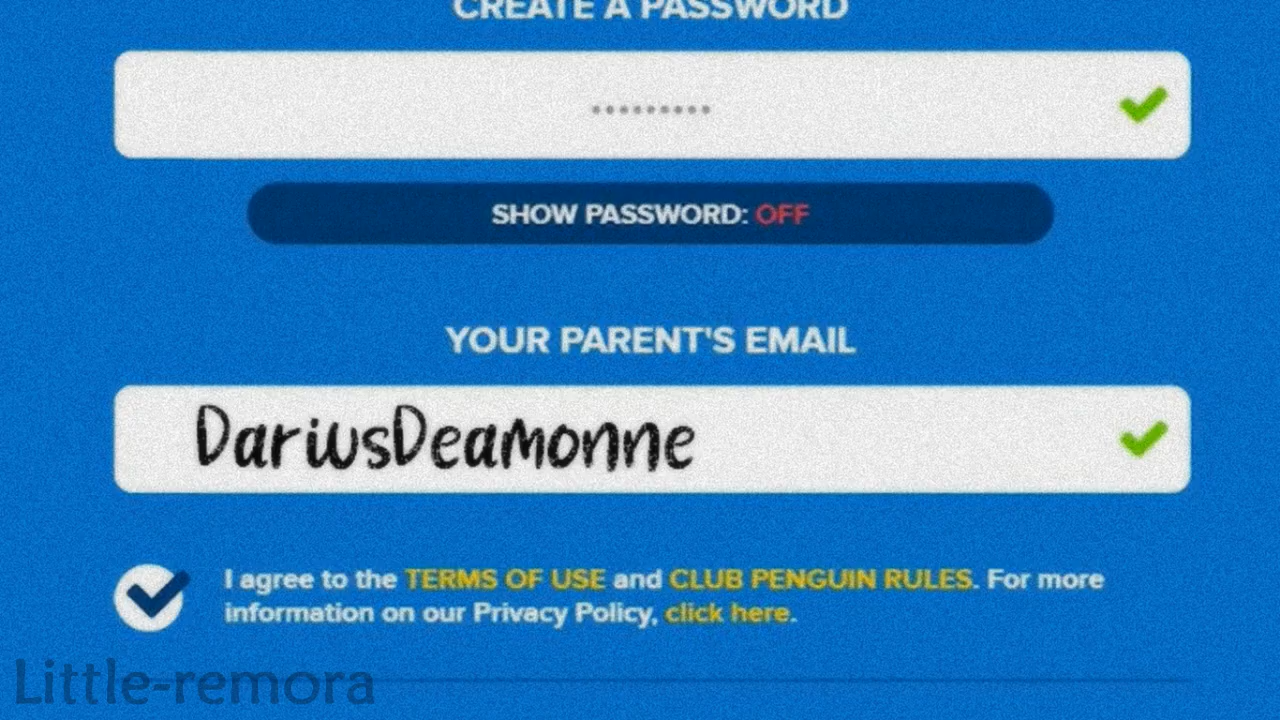 CREATE A PASSWORD
•••••••••
SHOW PASSWORD: OFF
YOUR PARENT'S EMAIL
DariusDeamonne
I agree to the TERMS OF USE and CLUB PENGUIN RULES. For more
information on our Privacy Policy, click here.
Little-remora